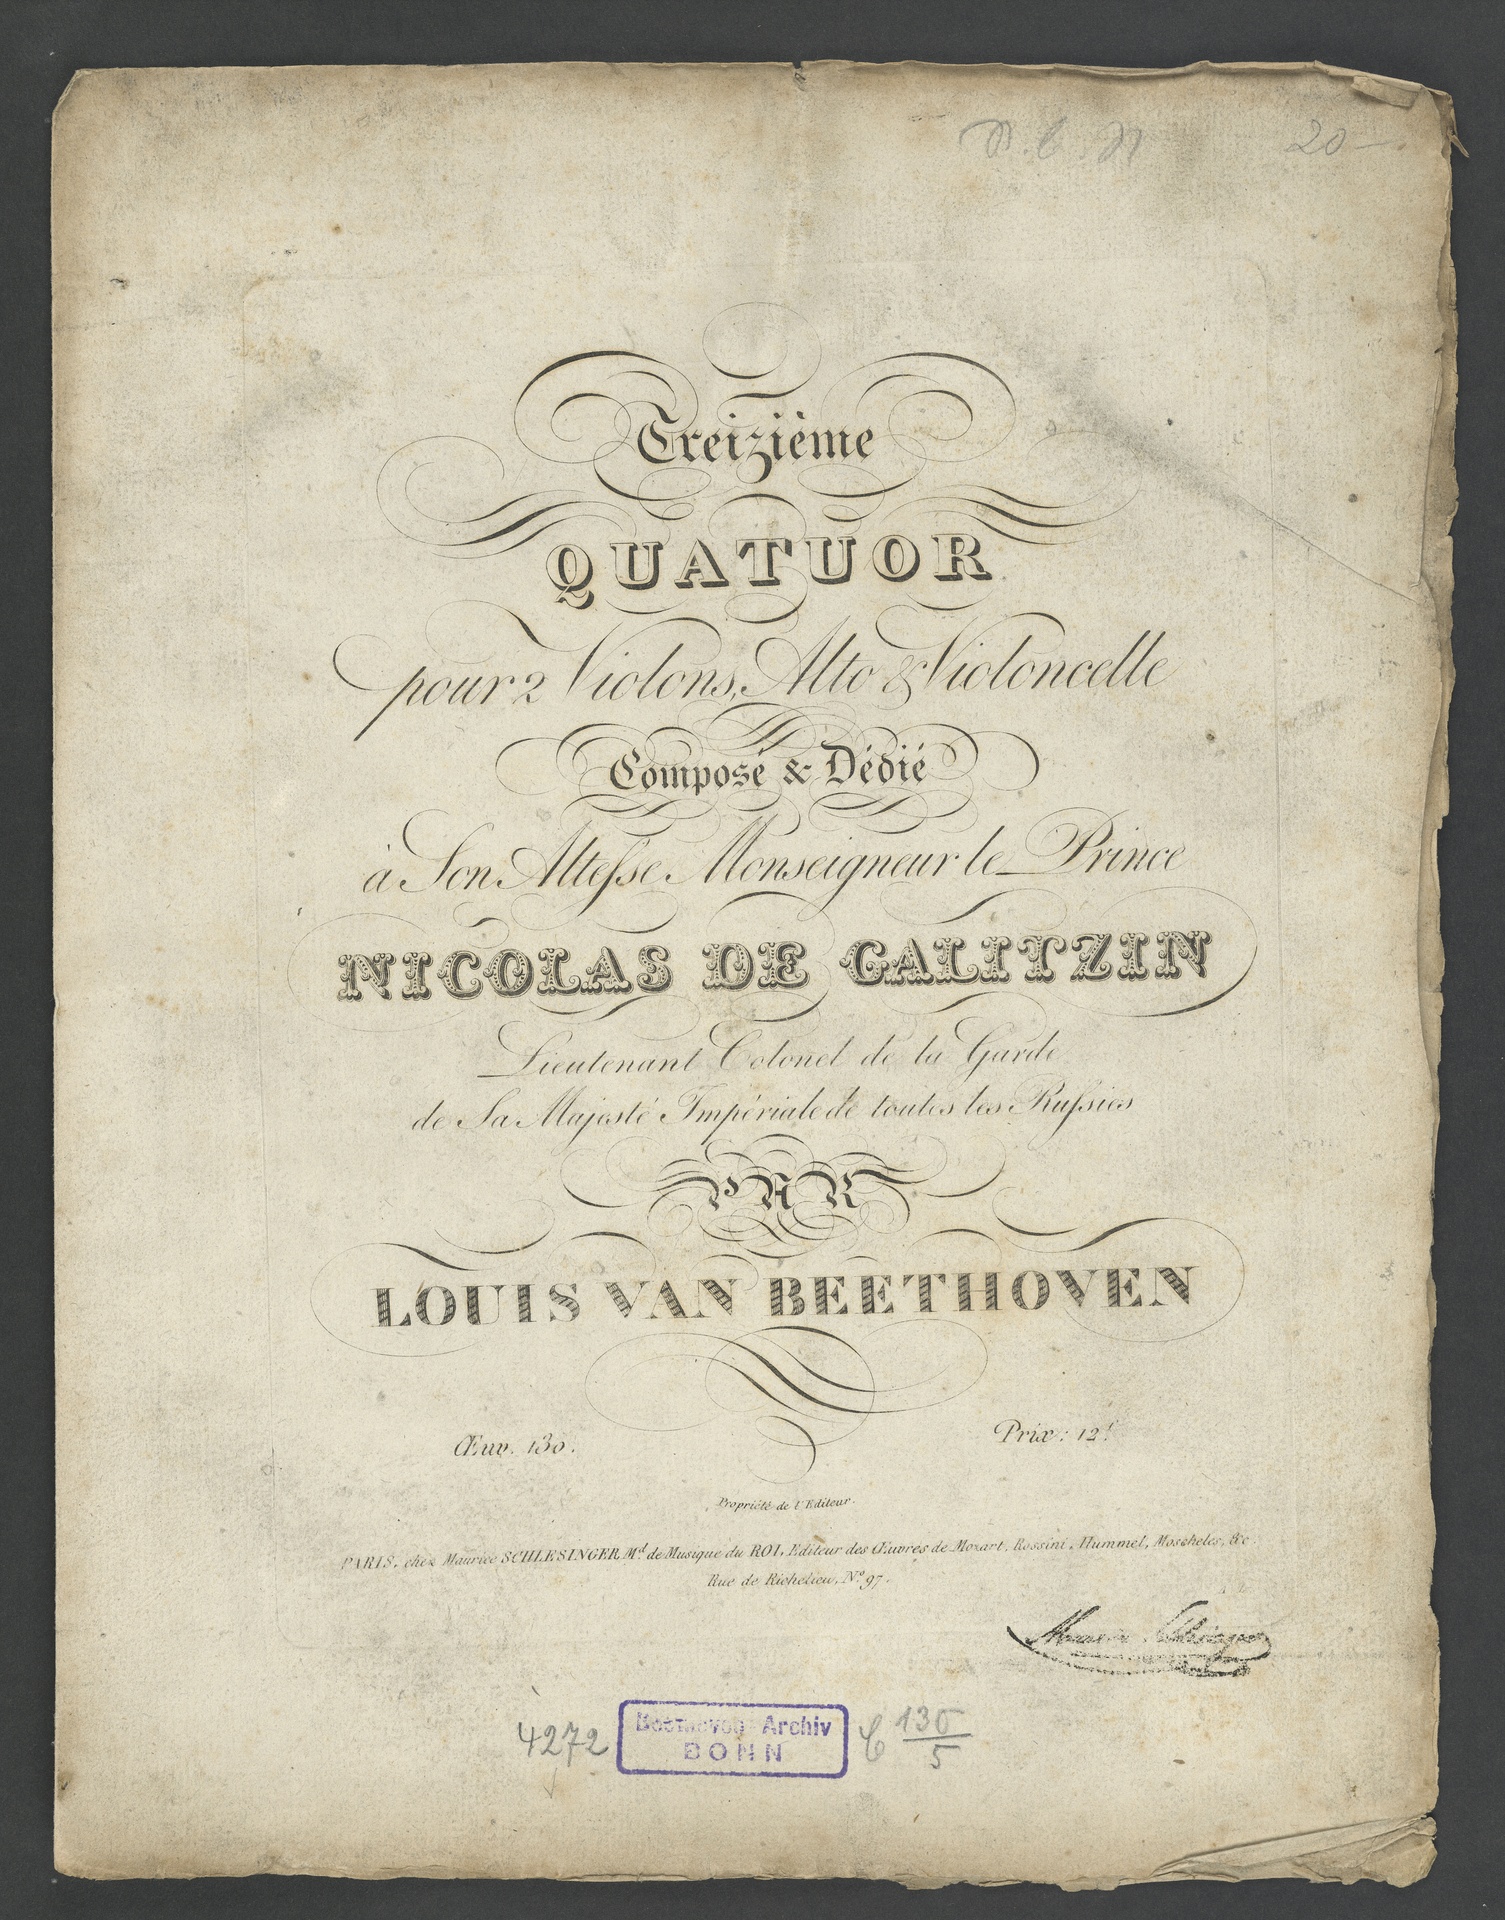 20-
Treizième
QUATUOR
pour 2 Violons, Alto & Violoncelle
Composé & Dédié
à Son Altesse Monseigneur le Prince
NICOLAS DE GALITZIN
Lieutenant Colonel de la Garde
de Sa Majesté Impériale de toutes les Russies
PAR
LOUIS VAN BEETHOVEN
Œuv. 130.
Prix: 12f.
Propriété de l'Editeur.
PARIS, chez Maurice SCHLESINGER, Md. de Musique du ROI, Editeur des Œuvres de Mozart, Rossini, Hummel, Moscheles, &c.
Rue de Richelieu, No. 97.
Maurice Schlesinger
4272
Beethoven Archiv
BONN
C 130/5